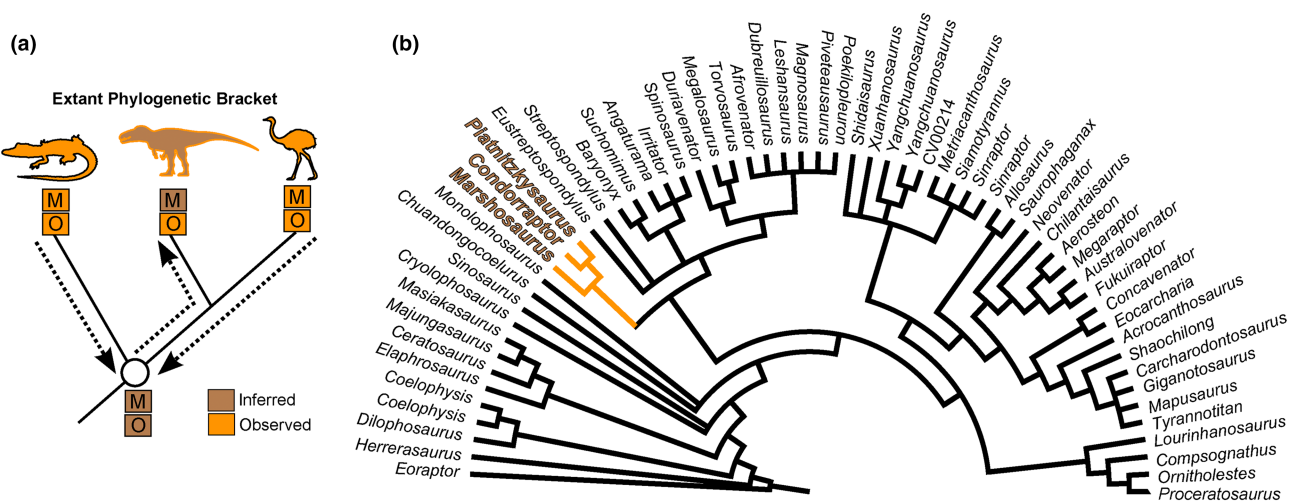 (a)
Extant Phylogenetic Bracket
M
O
M
O
M
O
M
O
Inferred
Observed
(b)
Eoraptor
Herrerasaurus
Dilophosaurus
Coelophysis
Coelophysis
Elaphrosaurus
Ceratosaurus
Majungasaurus
Masiakasaurus
Cryolophosaurus
Sinosaurus
Chuandongocoelurus
Monolophosaurus
Marshosaurus
Condorraptor
Platnitzkysaurus
Eustreptospondylus
Streptospondylus
Baryonyx
Suchomimus
Angaturama
Irritator
Spinosaurus
Duriavenator
Megalosaurus
Torvosaurus
Afrovenator
Dubreuillosaurus
Leshansaurus
Magnosaurus
Piveteausaurus
Poekilopleuron
Shidaisaurus
Xuanhanosaurus
Yangchuanosaurus
Yangchuanosaurus
CV00214
Metriacanthosaurus
Siamotyrannus
Sinraptor
Sinraptor
Allosaurus
Saurophaganax
Neovenator
Chilantaisaurus
Aerosteon
Megaraptor
Australovenator
Fukuiraptor
Concavenator
Eocarcharia
Acrocanthosaurus
Shaochilong
Carcharodontosaurus
Giganotosaurus
Mapusaurus
Tyrannotitan
Lourinhanosaurus
Compsognathus
Ornitholestes
Proceratosaurus